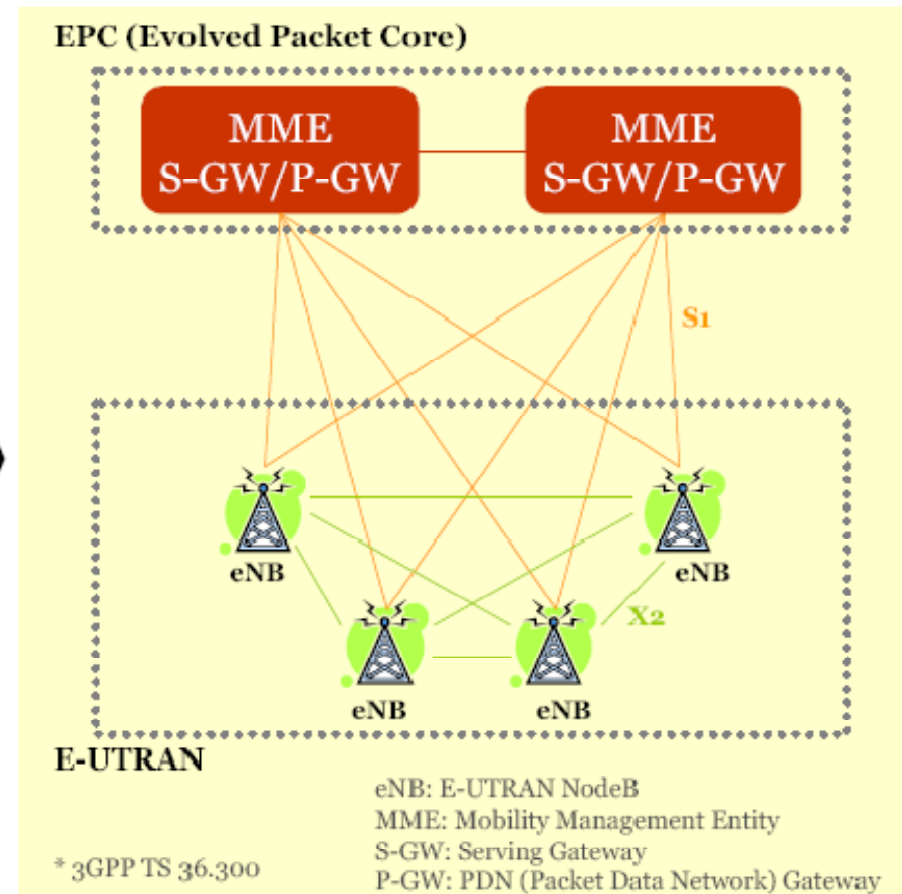 EPC (Evolved Packet Core)
MME
S-GW/P-GW
MME
S-GW/P-GW
S1
eNB
eNB
X2
eNB
eNB
E-UTRAN
eNB: E-UTRAN NodeB
MME: Mobility Management Entity
S-GW: Serving Gateway
* 3GPP TS 36.300
P-GW: PDN (Packet Data Network) Gateway